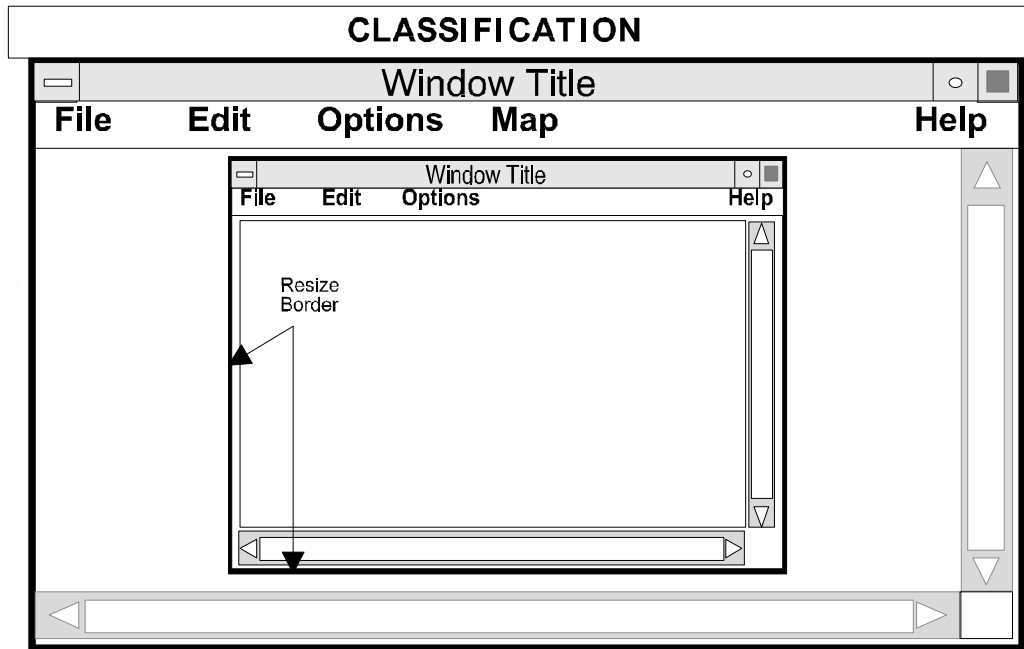 CLASSIFICATION
Window Title
File Edit Options Map Help
Window Title
File Edit Options Help
Resize
Border